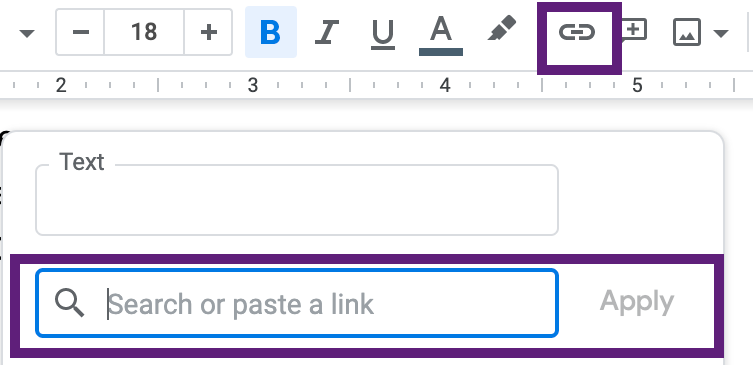 18 B I U A
2 3 4 5
Text
Search or paste a link Apply